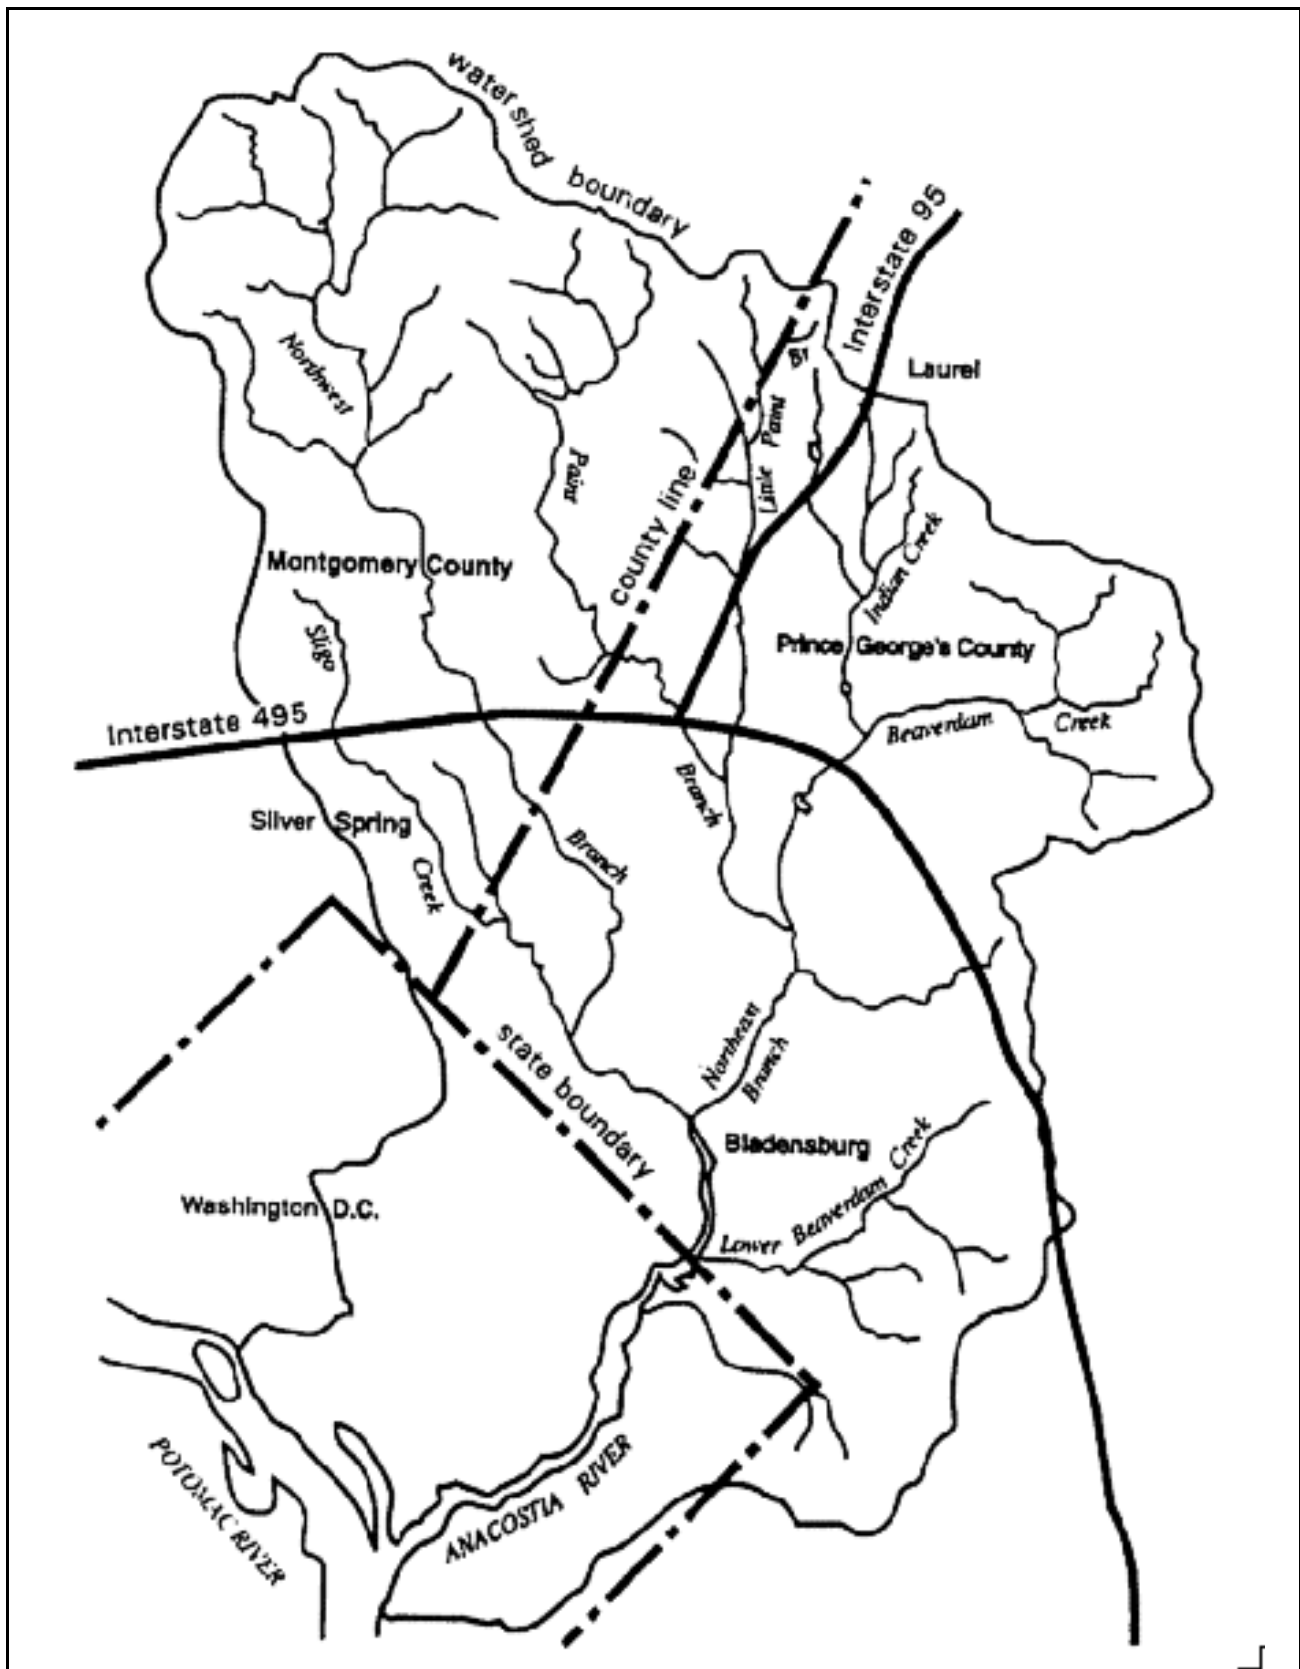 watershed boundary
Interstate 95
Laurel
Northwest
Br
Paint
Little
Paint
county line
Montgomery County
Indian Creek
Sligo
Prince George's County
Interstate 495
Beaverdam
Creek
Branch
Silver Spring
Branch
Creek
Northeast
Branch
state boundary
Bladensburg
Washington D.C.
Lower Beaverdam Creek
POTOMAC RIVER
ANACOSTIA RIVER